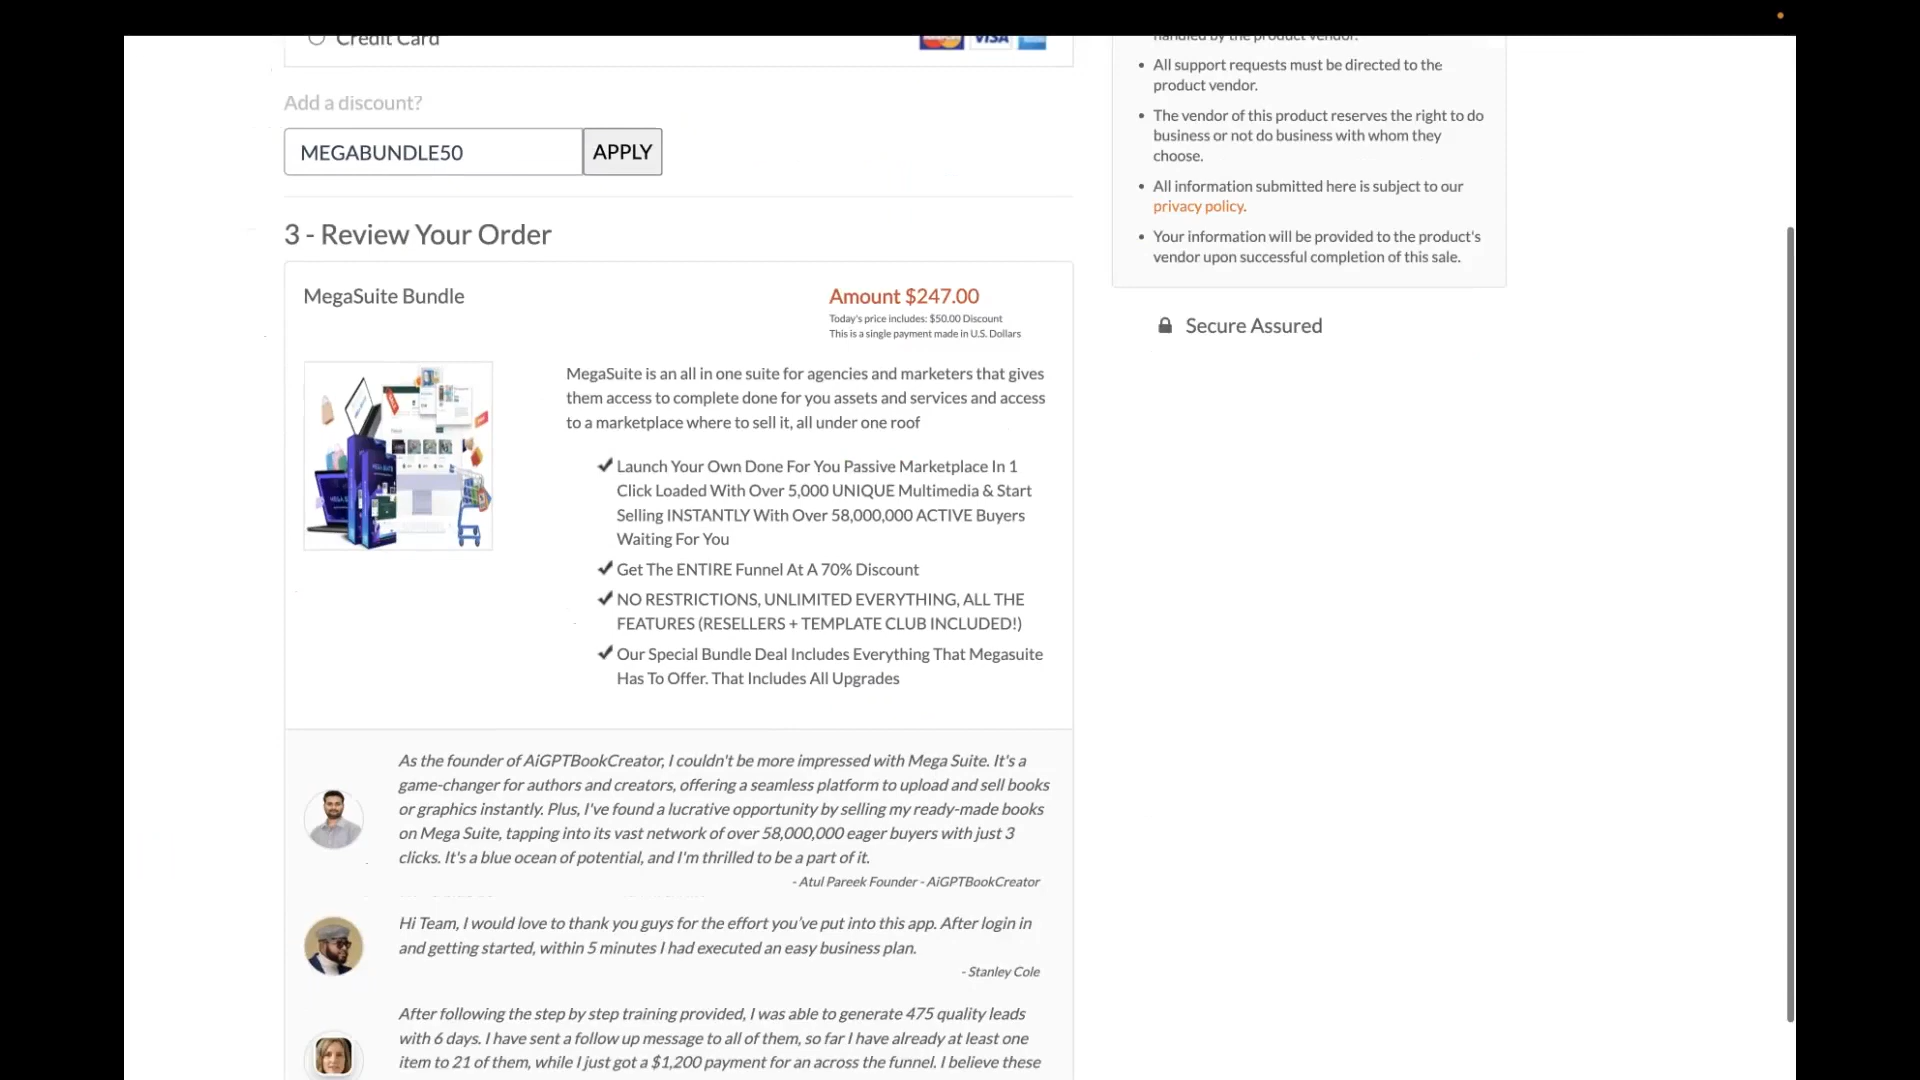 Credit Card
VISA
Add a discount?
MEGABUNDLE50
APPLY
3 - Review Your Order
MegaSuite Bundle
Amount $247.00
Today's price includes: $50.00 Discount
This is a single payment made in U.S. Dollars
MegaSuite is an all in one suite for agencies and marketers that gives
them access to complete done for you assets and services and access
to a marketplace where to sell it, all under one roof
Launch Your Own Done For You Passive Marketplace In 1
Click Loaded With Over 5,000 UNIQUE Multimedia & Start
Selling INSTANTLY With Over 58,000,000 ACTIVE Buyers
Waiting For You
Get The ENTIRE Funnel At A 70% Discount
NO RESTRICTIONS, UNLIMITED EVERYTHING, ALL THE
FEATURES (RESELLERS + TEMPLATE CLUB INCLUDED!)
Our Special Bundle Deal Includes Everything That Megasuite
Has To Offer. That Includes All Upgrades
As the founder of AiGPTBookCreator, I couldn't be more impressed with Mega Suite. It's a
game-changer for authors and creators, offering a seamless platform to upload and sell books
or graphics instantly. Plus, I've found a lucrative opportunity by selling my ready-made books
on Mega Suite, tapping into its vast network of over 58,000,000 eager buyers with just 3
clicks. It's a blue ocean of potential, and I'm thrilled to be a part of it.
- Atul Pareek Founder - AiGPTBookCreator
Hi Team, I would love to thank you guys for the effort you’ve put into this app. After login in
and getting started, within 5 minutes I had executed an easy business plan.
- Stanley Cole
After following the step by step training provided, I was able to generate 475 quality leads
with 6 days. I have sent a follow up message to all of them, so far I have already at least one
item to 21 of them, while I just got a $1,200 payment for an across the funnel. I believe these
handled by the product vendor.
• All support requests must be directed to the
product vendor.
• The vendor of this product reserves the right to do
business or not do business with whom they
choose.
• All information submitted here is subject to our
privacy policy.
• Your information will be provided to the product's
vendor upon successful completion of this sale.
Secure Assured